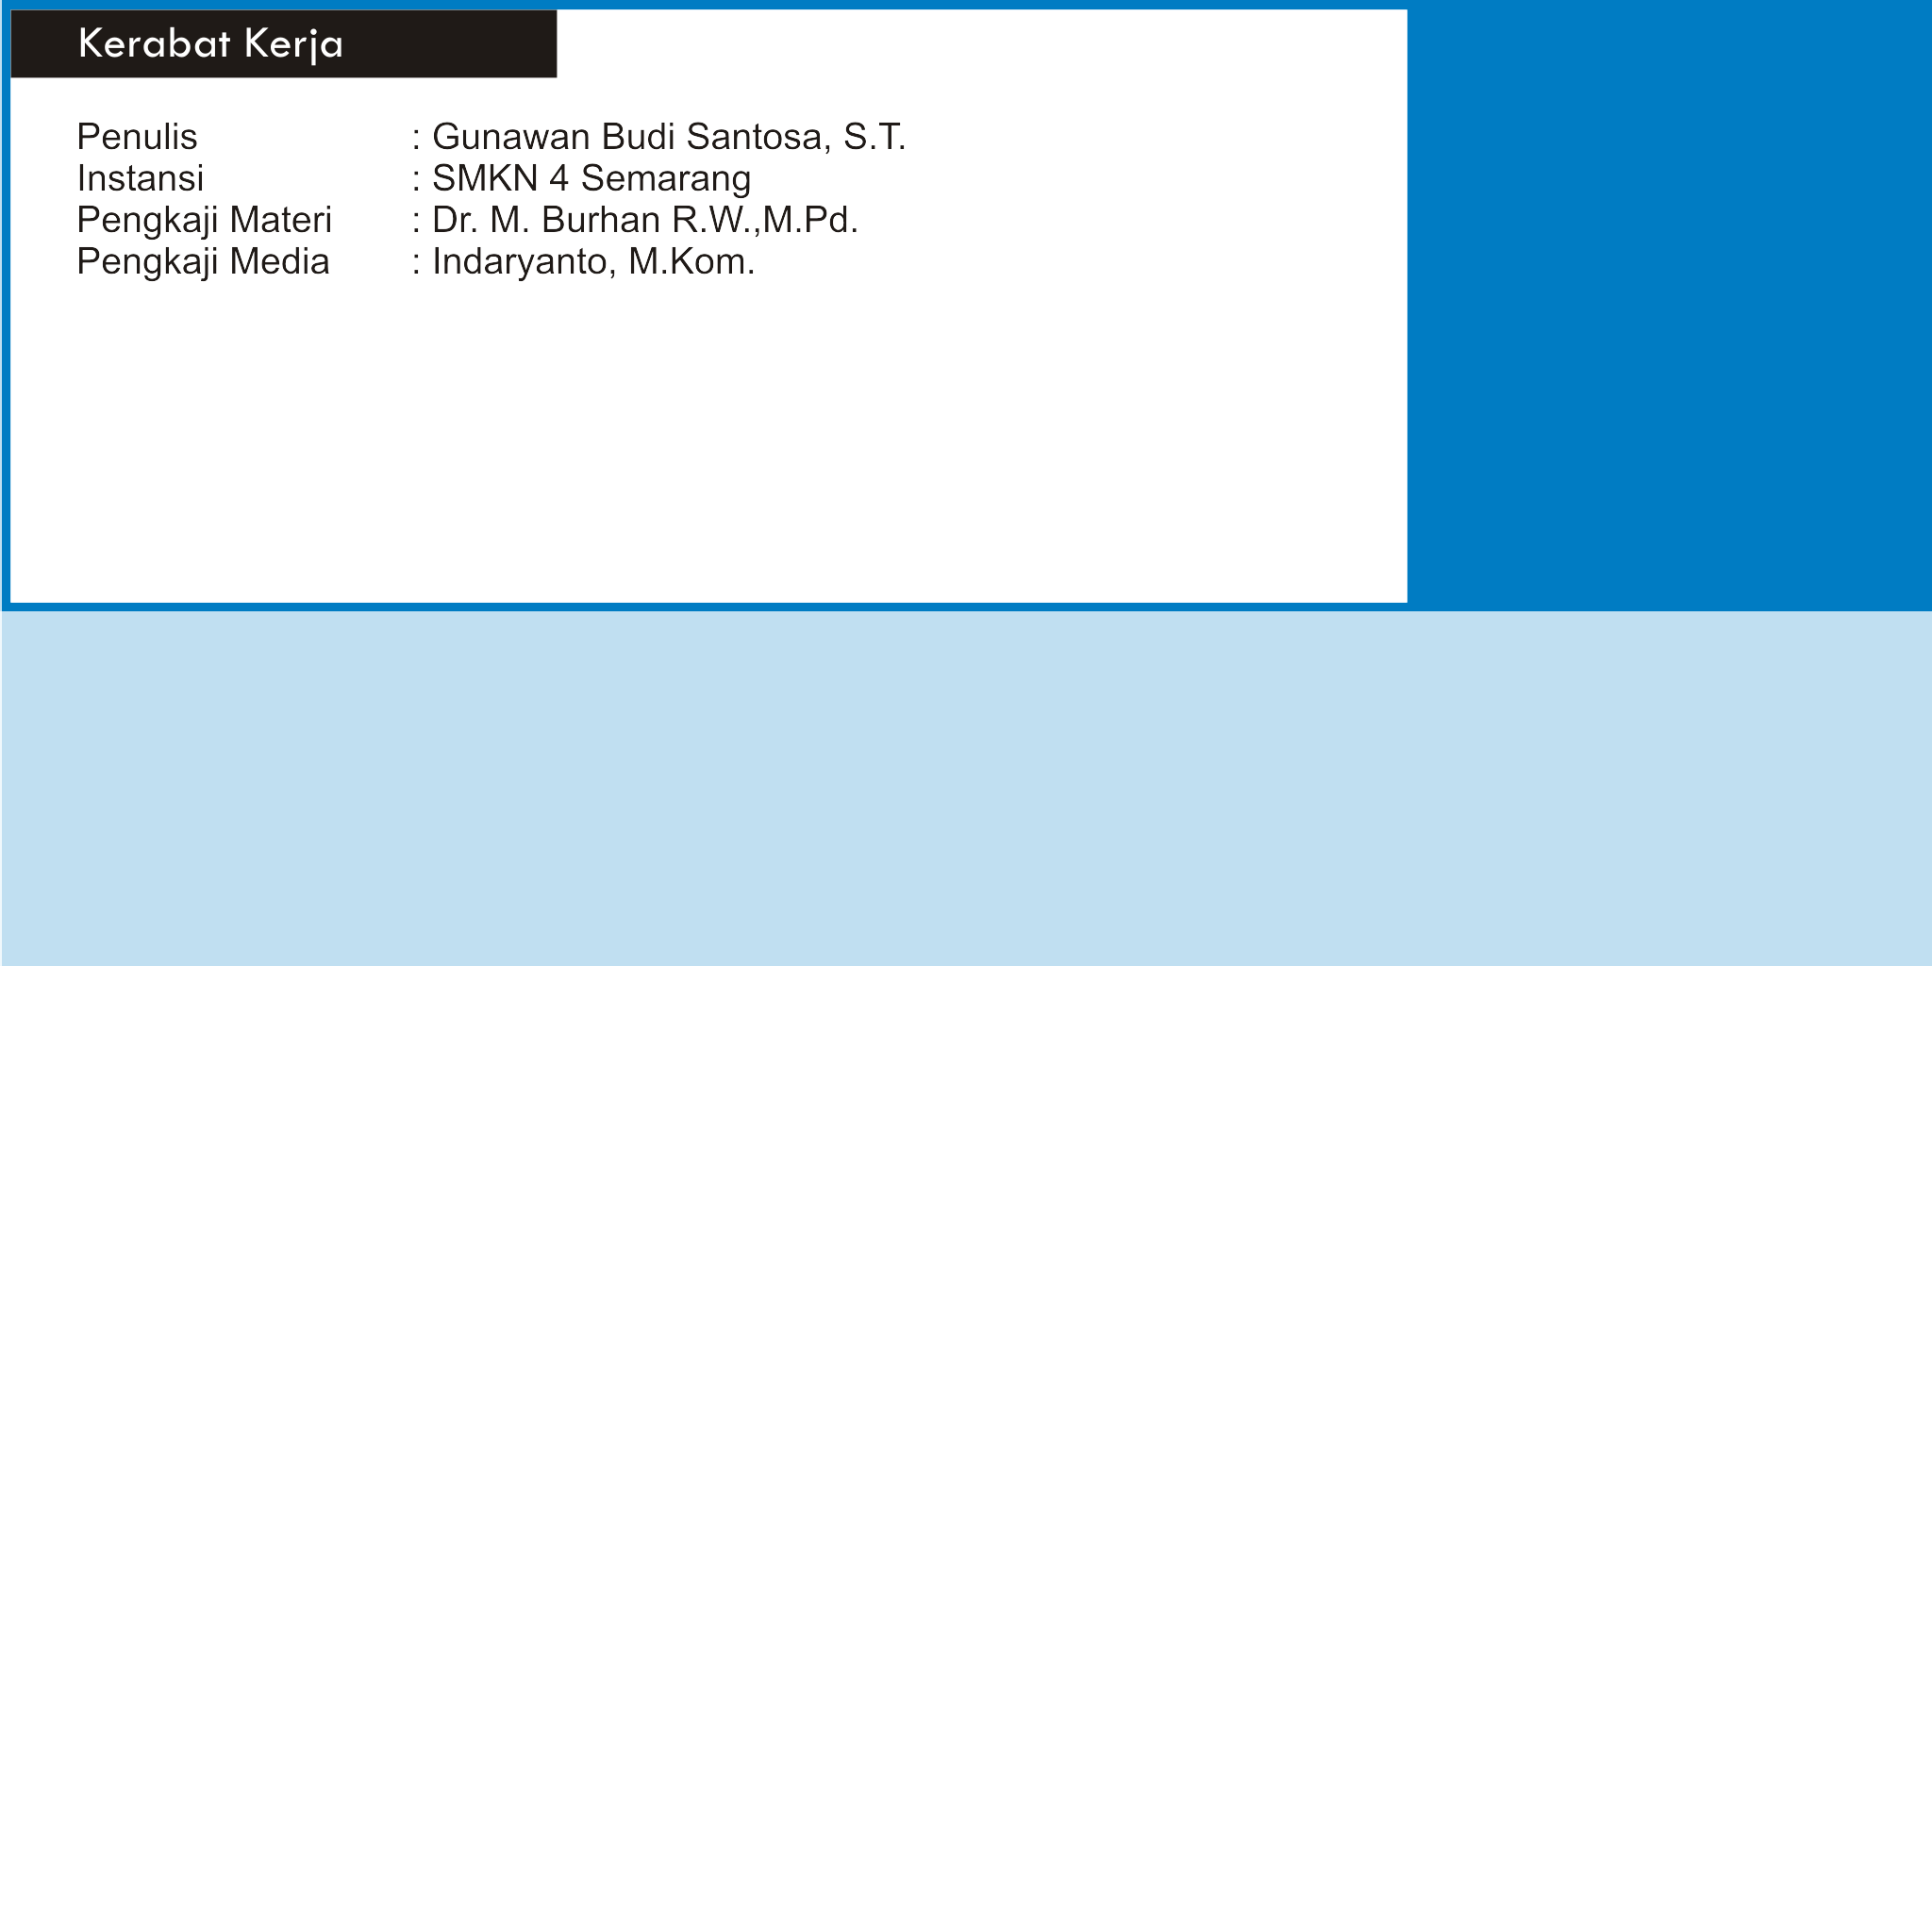 Kerabat Kerja
Penulis : Gunawan Budi Santosa, S.T.
Instansi : SMKN 4 Semarang
Pengkaji Materi : Dr. M. Burhan R.W.,M.Pd.
Pengkaji Media : Indaryanto, M.Kom.